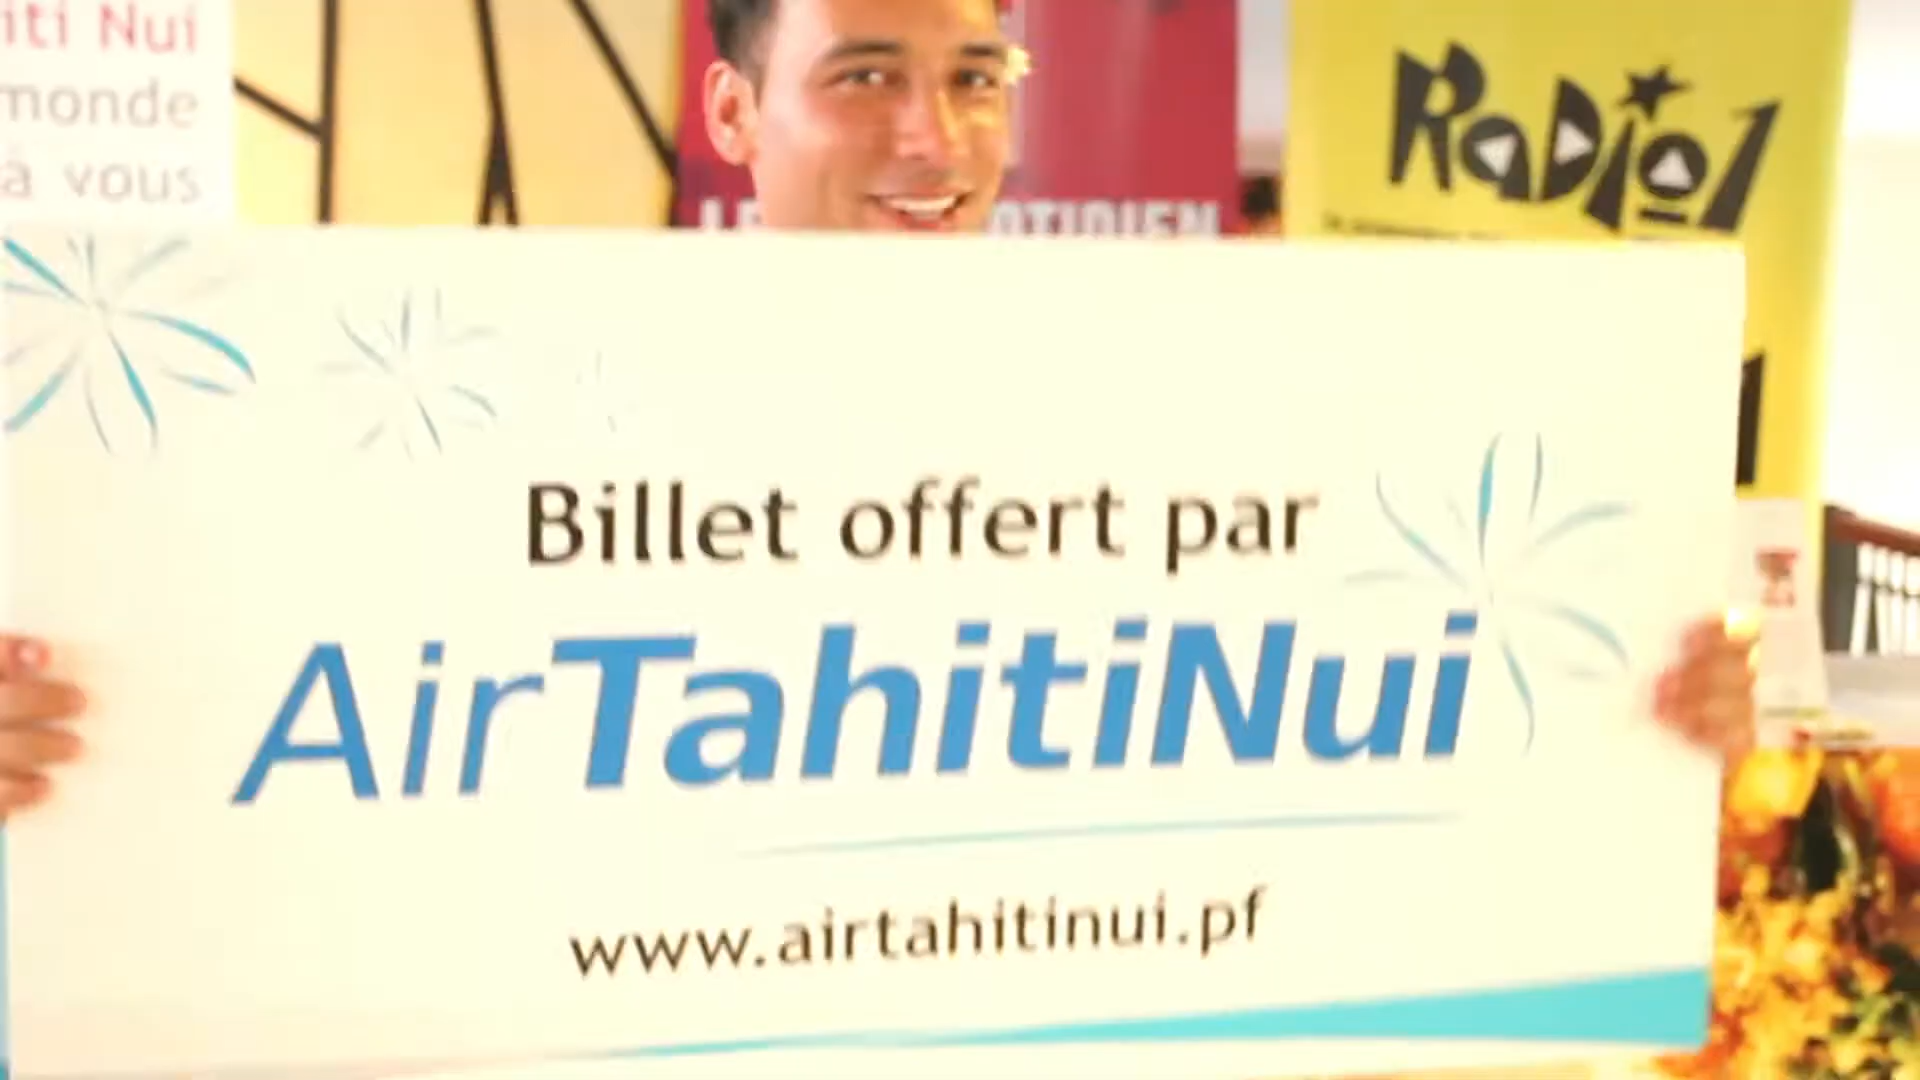 iti Nui
monde
à vous
RaDio1
Billet offert par
AirTahitiNui
www.airtahitinui.pf